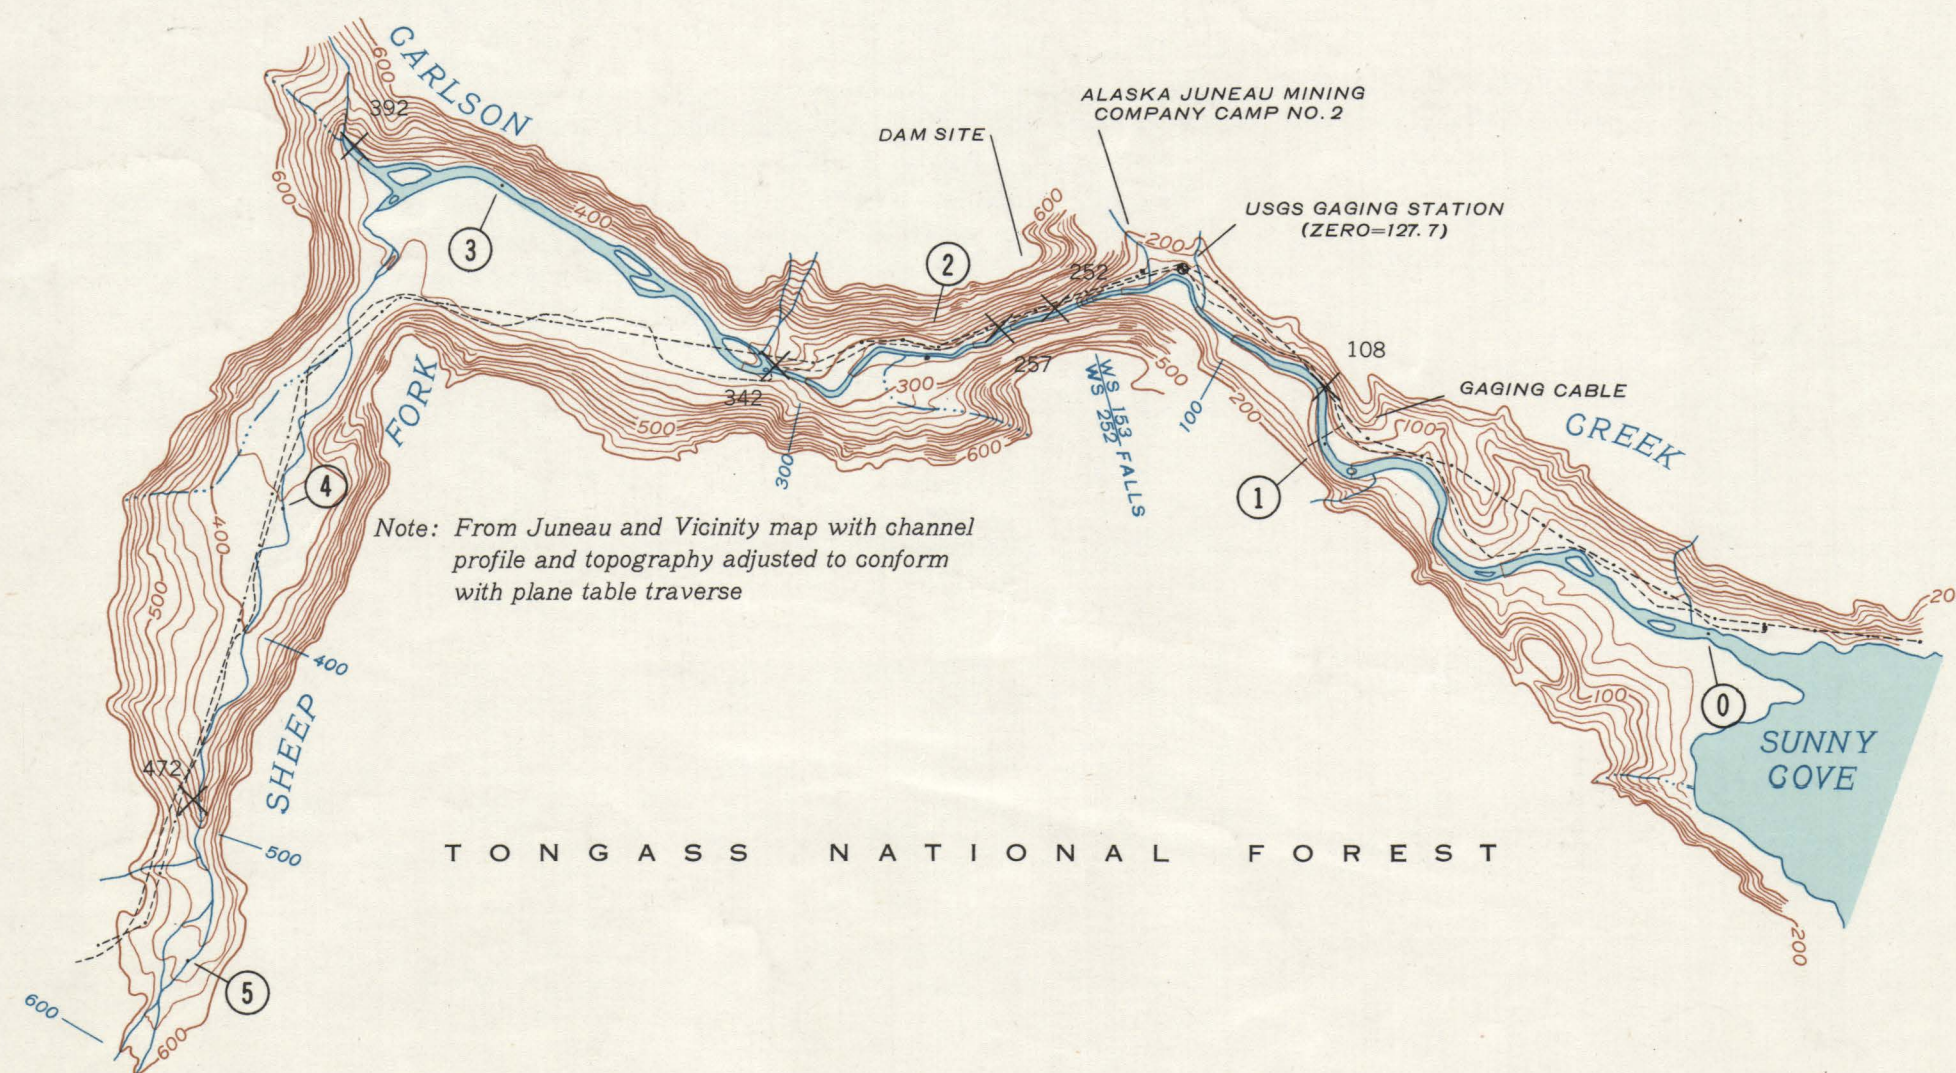 CARLSON
600
392
600
400
3
DAM SITE
ALASKA JUNEAU MINING
COMPANY CAMP NO. 2
USGS GAGING STATION
(ZERO=127.7)
600
200
2
252
257
108
GAGING CABLE
CREEK
100
342
300
500
600
300
500
WS 153
WS 252
FALLS
100
200
1
FORK
4
400
500
Note: From Juneau and Vicinity map with channel
profile and topography adjusted to conform
with plane table traverse
400
SHEEP
472
500
5
600
600
20
100
0
SUNNY
COVE
200
TONGASS NATIONAL FOREST